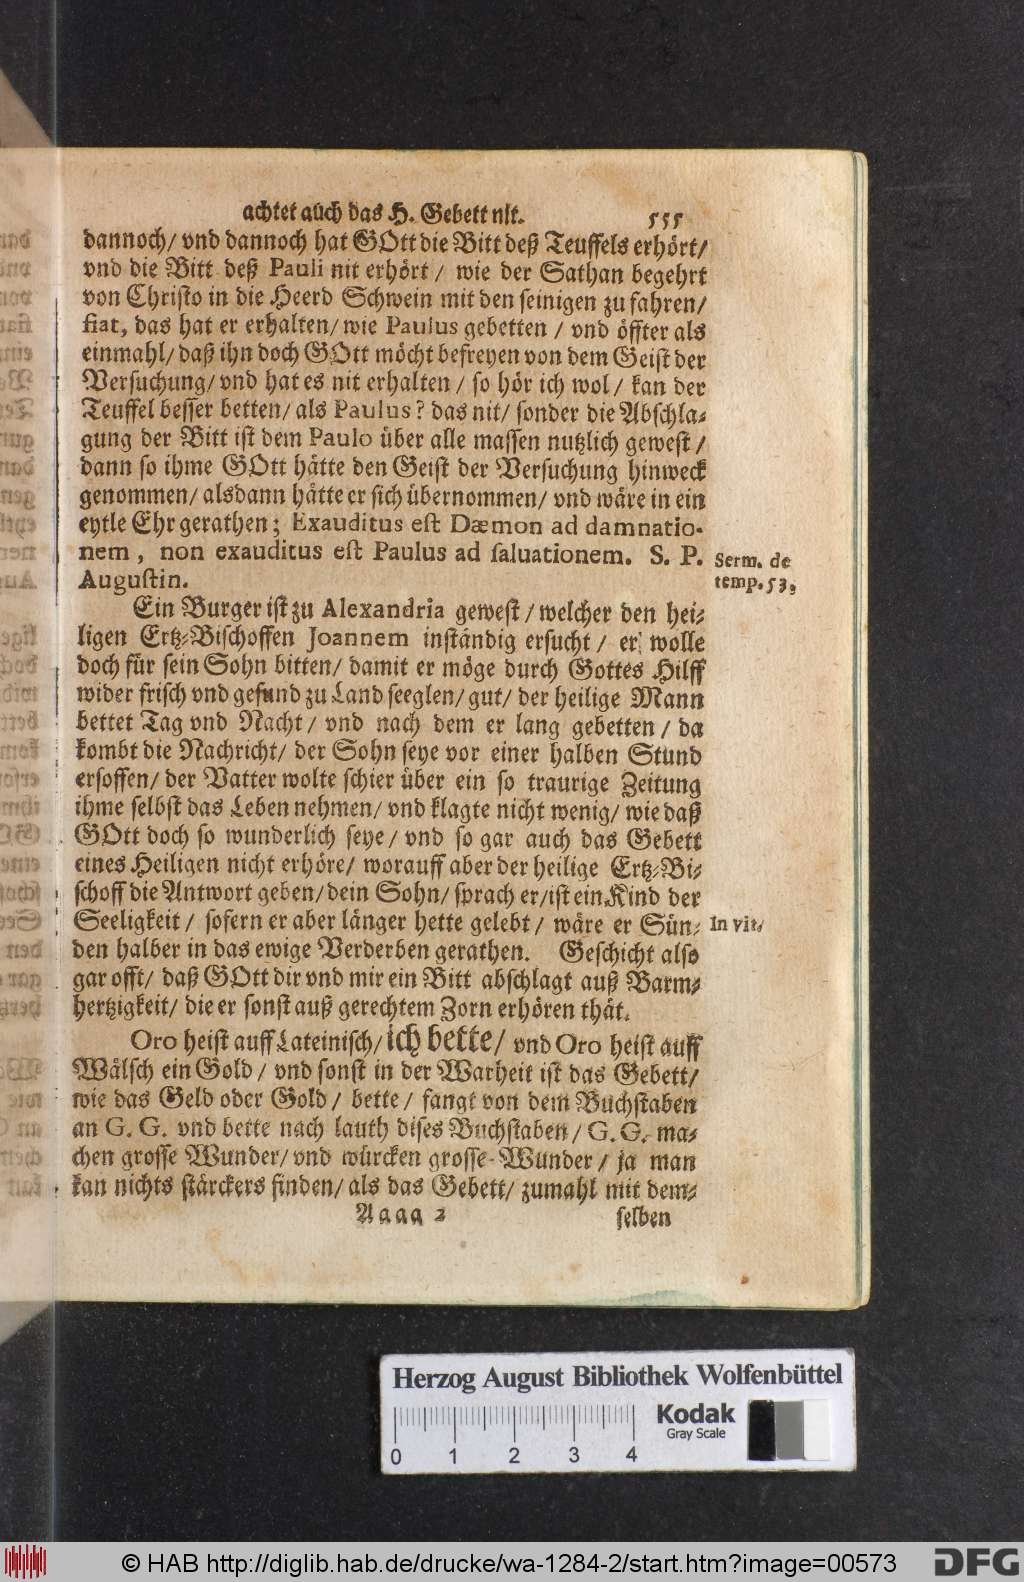 achtet auch das H. Gebett nit. 555
dannoch/ vnd dannoch hat GOtt die Bitt deß Teuffels erhört/
vnd die Bitt deß Pauli nit erhört / wie der Sathan begehrt
von Christo in die Heerd Schwein mit den seinigen zu fahren/
fiat, das hat er erhalten/ wie Paulus gebetten / vnd öffter als
einmahl/ daß ihn doch GOtt möcht befreyen von dem Geist der
Versuchung/ vnd hat es nit erhalten / so hör ich wol / kan der
Teuffel besser betten/ als Paulus? das nit/ sonder die Abschla-
gung der Bitt ist dem Paulo über alle massen nutzlich gewest /
dann so ihme GOtt hätte den Geist der Versuchung hinweck
genommen/ alsdann hätte er sich übernommen/ vnd wäre in ein
eytle Ehr gerathen; Exauditus est Dæmon ad damnatio-
nem, non exauditus est Paulus ad saluationem. S. P.
Augustin.
Serm. de
temp. 53,
Ein Burger ist zu Alexandria gewest / welcher den hei-
ligen Ertz-Bischoffen Joannem inständig ersucht / er wolle
doch für sein Sohn bitten/ damit er möge durch Gottes Hilff
wider frisch vnd gesund zu Land seeglen/ gut/ der heilige Mann
bettet Tag vnd Nacht / vnd nach dem er lang gebetten / da
kombt die Nachricht/ der Sohn seye vor einer halben Stund
ersoffen/ der Vatter wolte schier über ein so traurige Zeitung
ihme selbst das Leben nehmen/ vnd klagte nicht wenig/ wie daß
GOtt doch so wunderlich seye / vnd so gar auch das Gebett
eines Heiligen nicht erhöre/ worauff aber der heilige Ertz-Bi-
schoff die Antwort geben/ dein Sohn/ sprach er/ ist ein Kind der
Seeligkeit / sofern er aber länger hette gelebt / wäre er Sün-
In vit/
den halber in das ewige Verderben gerathen. Geschicht also
gar offt/ daß GOtt dir vnd mir ein Bitt abschlagt auß Barm-
hertzigkeit/ die er sonst auß gerechtem Zorn erhören thät.
Oro heist auff Lateinisch/ ich bette/ vnd Oro heist auff
Wälsch ein Gold / vnd sonst in der Warheit ist das Gebett/
wie das Geld oder Gold / bette / fangt von dem Buchstaben
an G. G. vnd bette nach lauth dises Buchstaben / G. G. ma-
chen grosse Wunder/ vnd würcken grosse Wunder / ja man
kan nichts stärckers finden/ als das Gebett/ zumahl mit dem-
Aaaa 2 selben
Herzog August Bibliothek Wolfenbüttel
0 1 2 3 4
Kodak
Gray Scale
© HAB http://diglib.hab.de/drucke/wa-1284-2/start.htm?image=00573
DFG